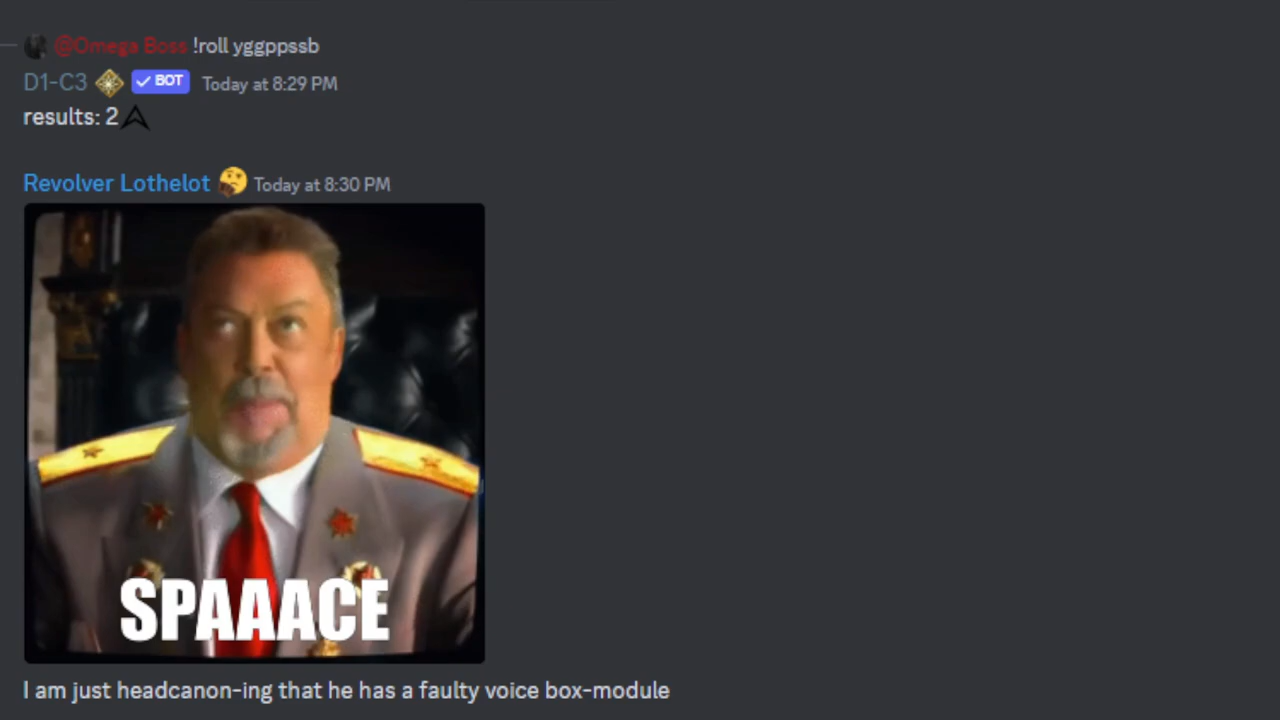 @Omega Boss !roll yggppssb
D1-C3 BOT Today at 8:29 PM
results: 2
Revolver Lothelot Today at 8:30 PM
SPAAACE
I am just headcanon-ing that he has a faulty voice box-module